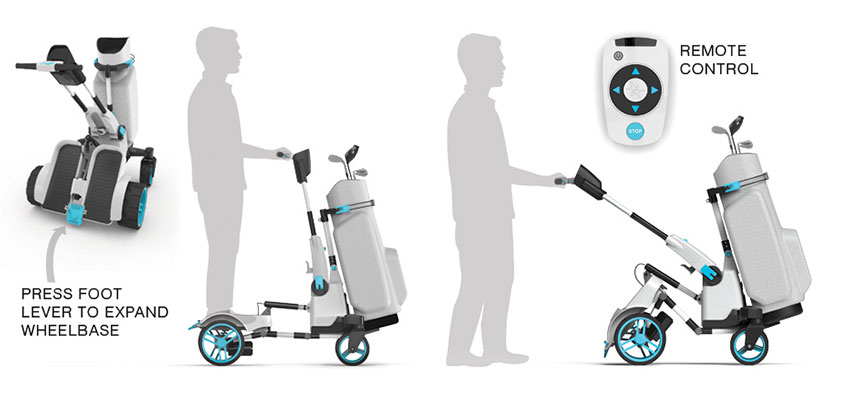 REMOTE
CONTROL
STOP
PRESS FOOT
LEVER TO EXPAND
WHEELBASE